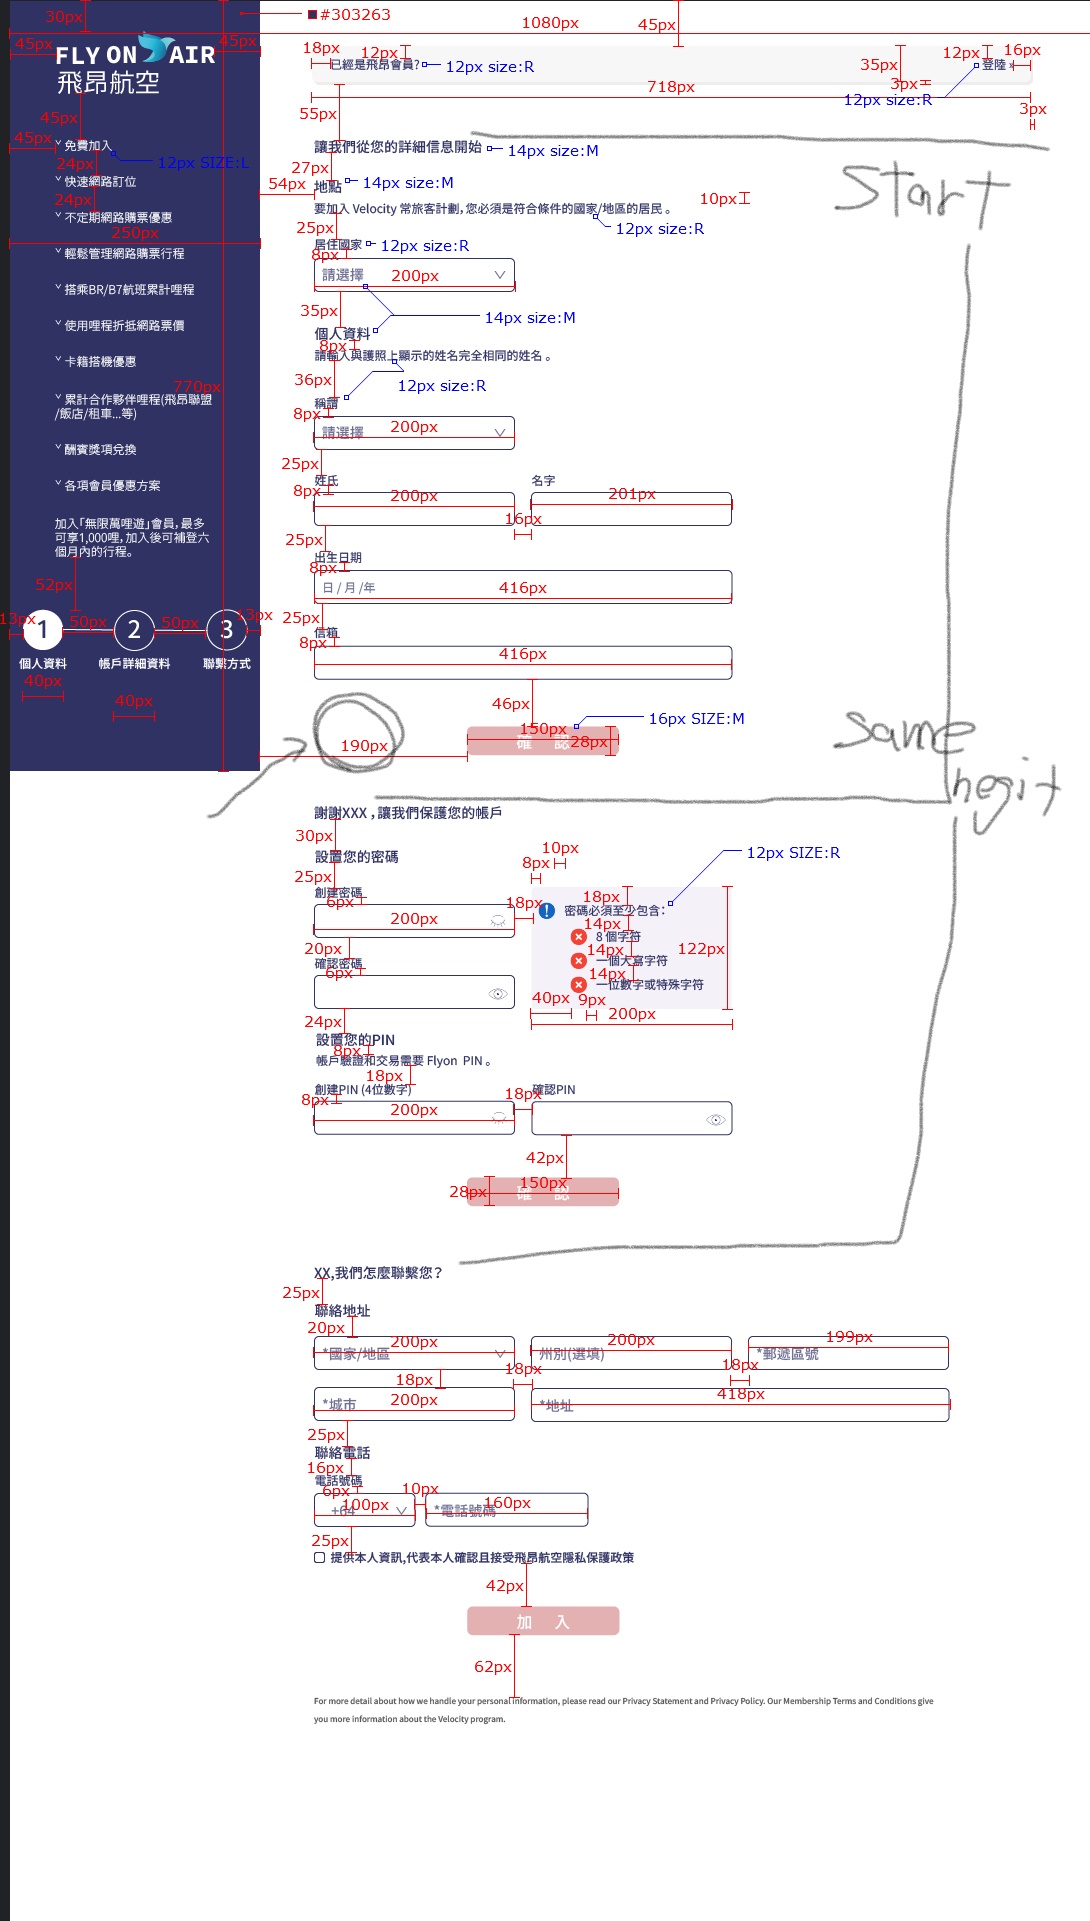 30px
#303263
1080px
45px
45px
45px
FLY ON AIR
飛昂航空
18px
12px
已經是飛昂會員?
12px size:R
35px
12px
16px
登陸 »
3px
12px size:R
718px
3px
55px
45px
45px
˅ 免費加入
12px SIZE:L
24px
˅ 快速網路訂位
24px
˅ 不定期網路購票優惠
250px
˅ 輕鬆管理網路購票行程
˅ 搭乘BR/B7航班累計哩程
˅ 使用哩程折抵網路票價
˅ 卡籍搭機優惠
770px
˅ 累計合作夥伴哩程(飛昂聯盟
/飯店/租車...等)
˅ 酬賓獎項兌換
˅ 各項會員優惠方案
加入「無限萬哩遊」會員, 最多
可享1,000哩, 加入後可補登六
個月內的行程。
52px
13px
50px
50px
13px
1
2
3
個人資料
帳戶詳細資料
聯繫方式
40px
40px
讓我們從您的詳細信息開始
14px size:M
27px
54px
地點
14px size:M
10px
要加入 Velocity 常旅客計劃, 您必須是符合條件的國家/地區的居民 。
12px size:R
25px
居住國家
12px size:R
8px
請選擇
200px
35px
14px size:M
個人資料
8px
請輸入與護照上顯示的姓名完全相同的姓名 。
36px
12px size:R
稱謂
8px
請選擇
200px
25px
姓氏
名字
8px
200px
201px
16px
25px
出生日期
8px
日 / 月 /年
416px
25px
信箱
8px
416px
46px
16px SIZE:M
150px
確 認
28px
190px
Start
same
hegit
謝謝XXX , 讓我們保護您的帳戶
30px
設置您的密碼
25px
創建密碼
6px
200px
20px
確認密碼
6px
24px
10px
8px
12px SIZE:R
18px
18px
密碼必須至少包含：
14px
8 個字符
14px
一個大寫字符
14px
一位數字或特殊字符
122px
40px
9px
200px
設置您的PIN
8px
帳戶驗證和交易需要 Flyon PIN 。
18px
創建PIN (4位數字)
18px
確認PIN
8px
200px
42px
28px
150px
確 認
XX,我們怎麼聯繫您？
25px
聯絡地址
20px
*國家/地區
200px
州別(選填)
200px
*郵遞區號
199px
18px
18px
18px
*城市
200px
*地址
418px
25px
聯絡電話
16px
電話號碼
6px
10px
+64
100px
*電話號碼
160px
25px
提供本人資訊,代表本人確認且接受飛昂航空隱私保護政策
42px
加 入
62px
For more detail about how we handle your personal information, please read our Privacy Statement and Privacy Policy. Our Membership Terms and Conditions give
you more information about the Velocity program.